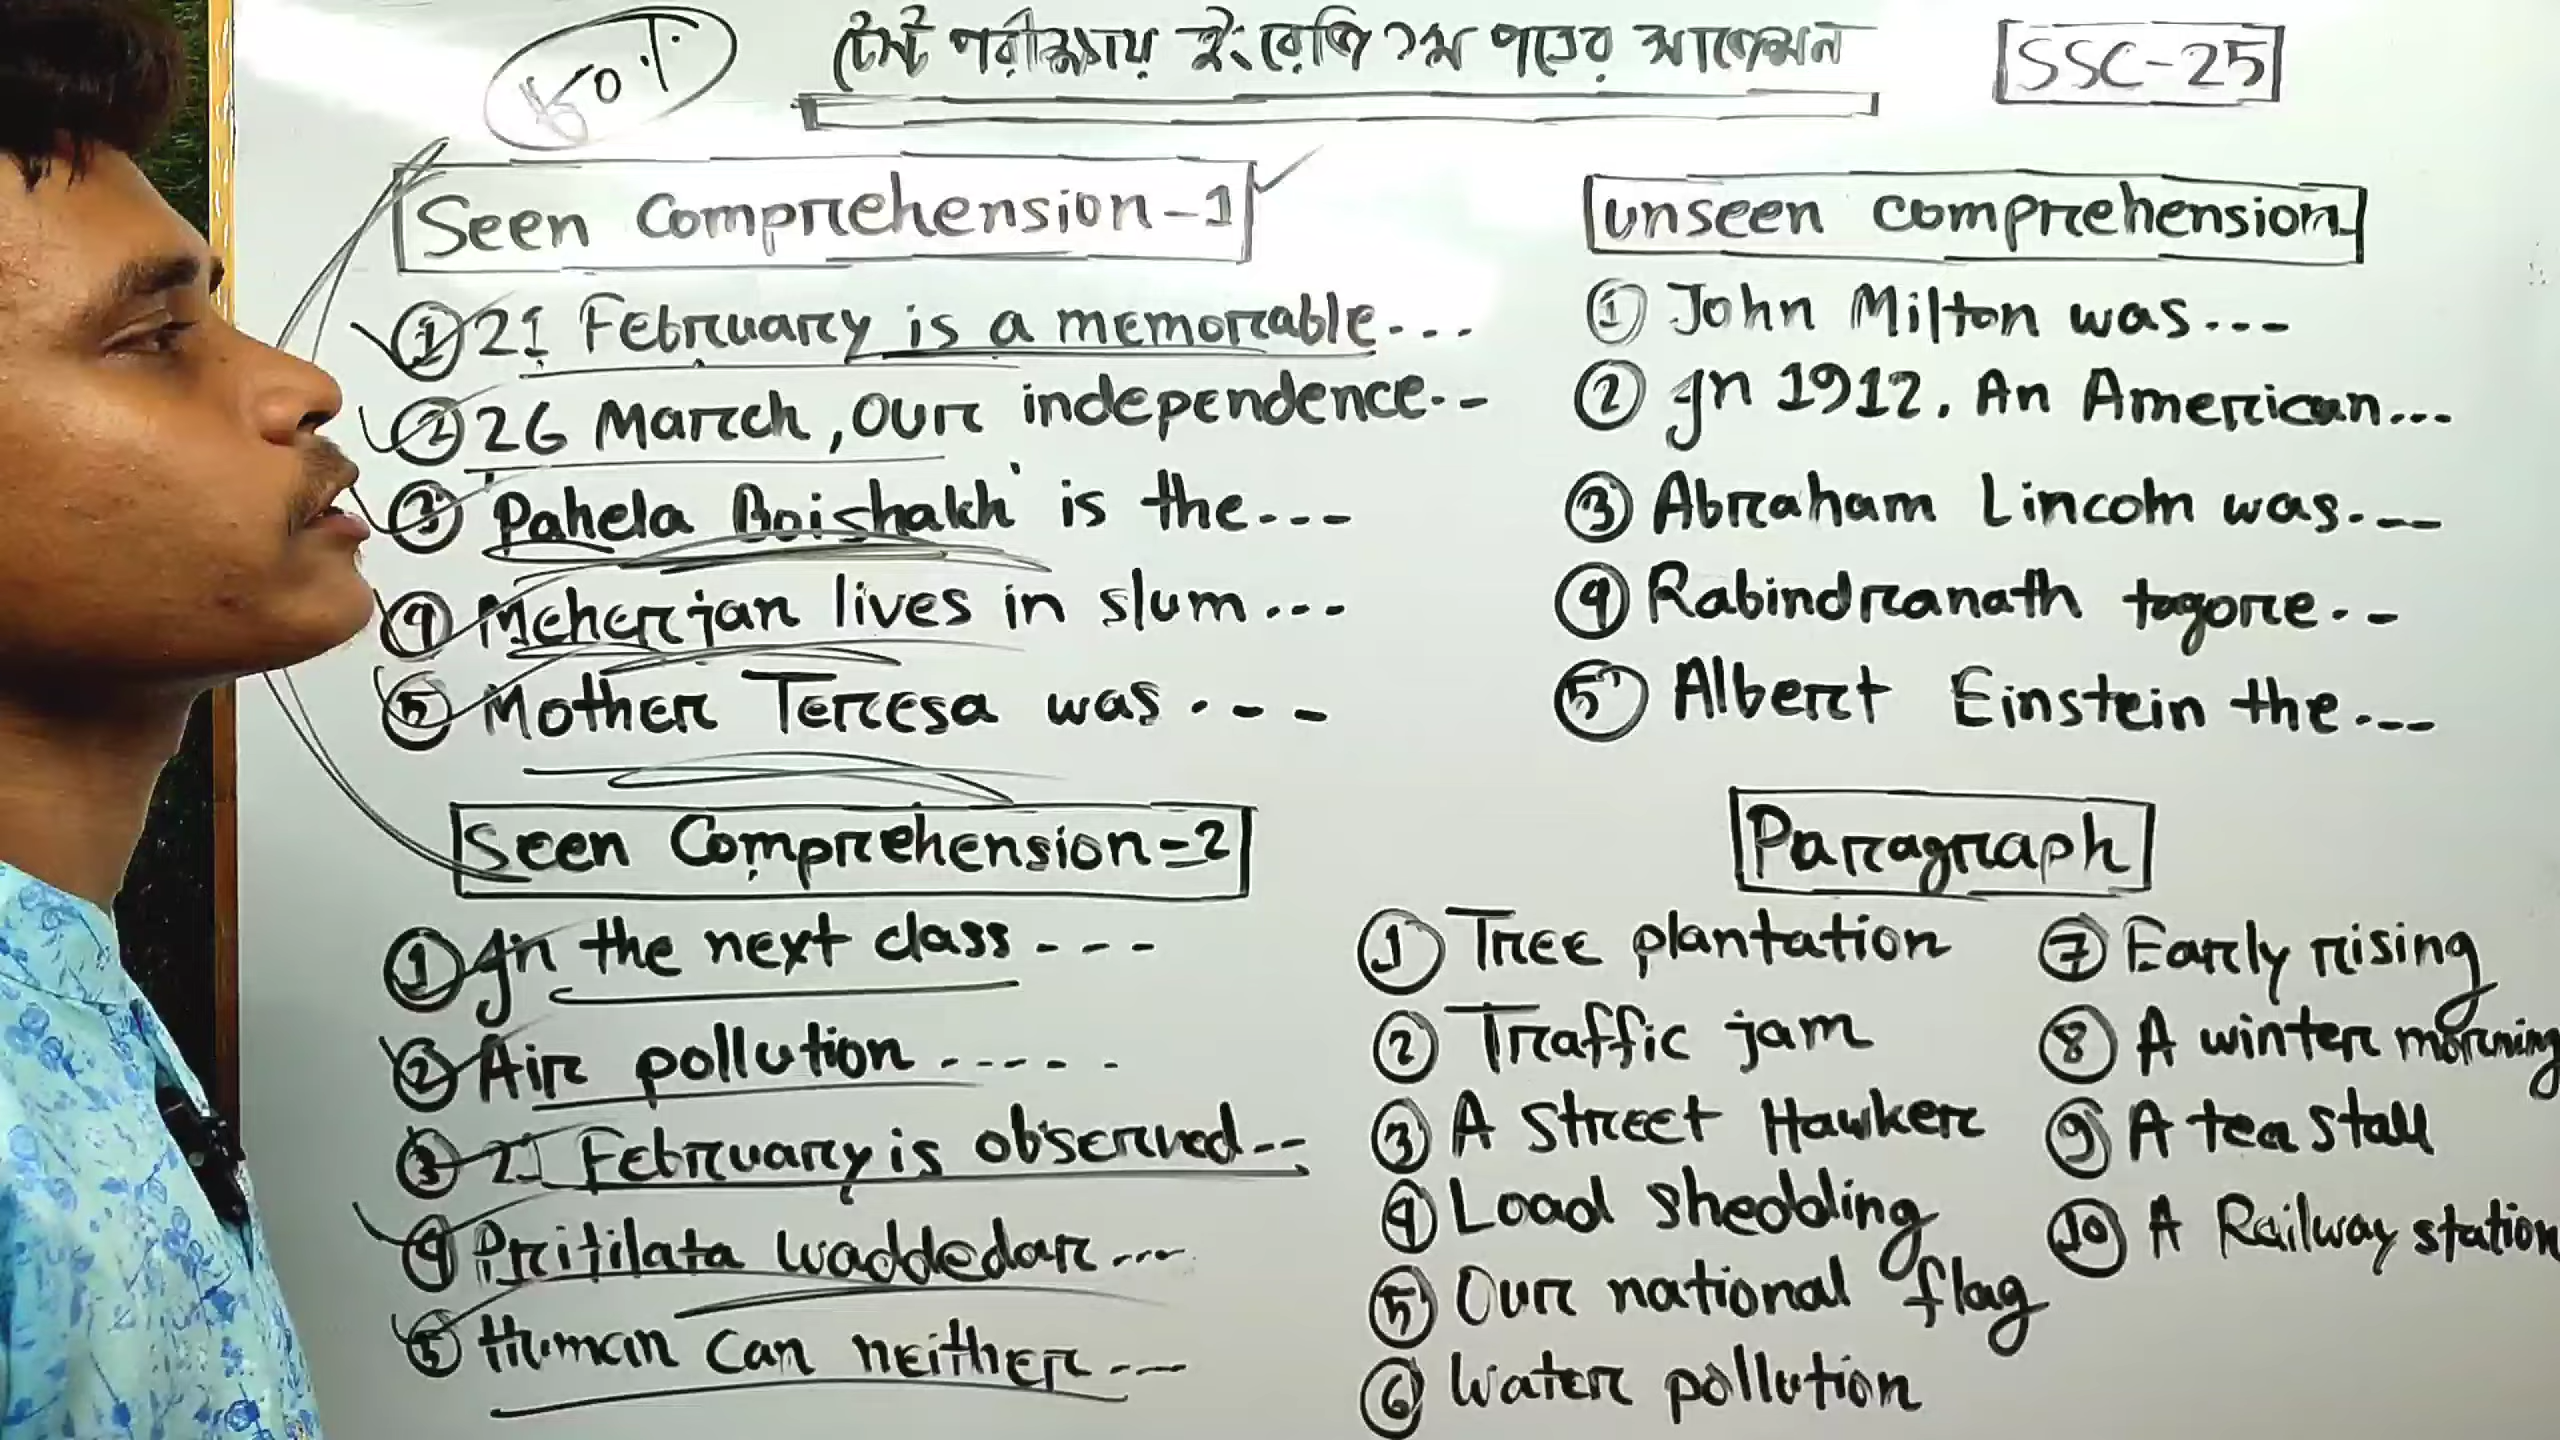 টেস্ট পরীক্ষায় ইংরেজি ১ম পত্রের সাজেশন
SSC-25
Seen Comprehension-1
① 21 February is a memorable...
② 26 March, our independence..-
③ 'Pahela Boishakh' is the---
④ Meherjan lives in slum...
⑤ Mother Teresa was .--
Seen Comprehension-2
① In the next class ---
② Air pollution .....
③ 21 February is observed--
④ Pritilata waddedar...
⑤ Human can neither---
unseen comprehension
① John Milton was---
② In 1912. An American...
③ Abraham Lincoln was.--
④ Rabindranath tagore..-
⑤ Albert Einstein the.--
Paragraph
① Tree plantation
② Traffic jam
③ A street Hawker
④ Load shedding
⑤ Our national flag
⑥ Water pollution
⑦ Early rising
⑧ A winter morning
⑨ A tea stall
⑩ A Railway station